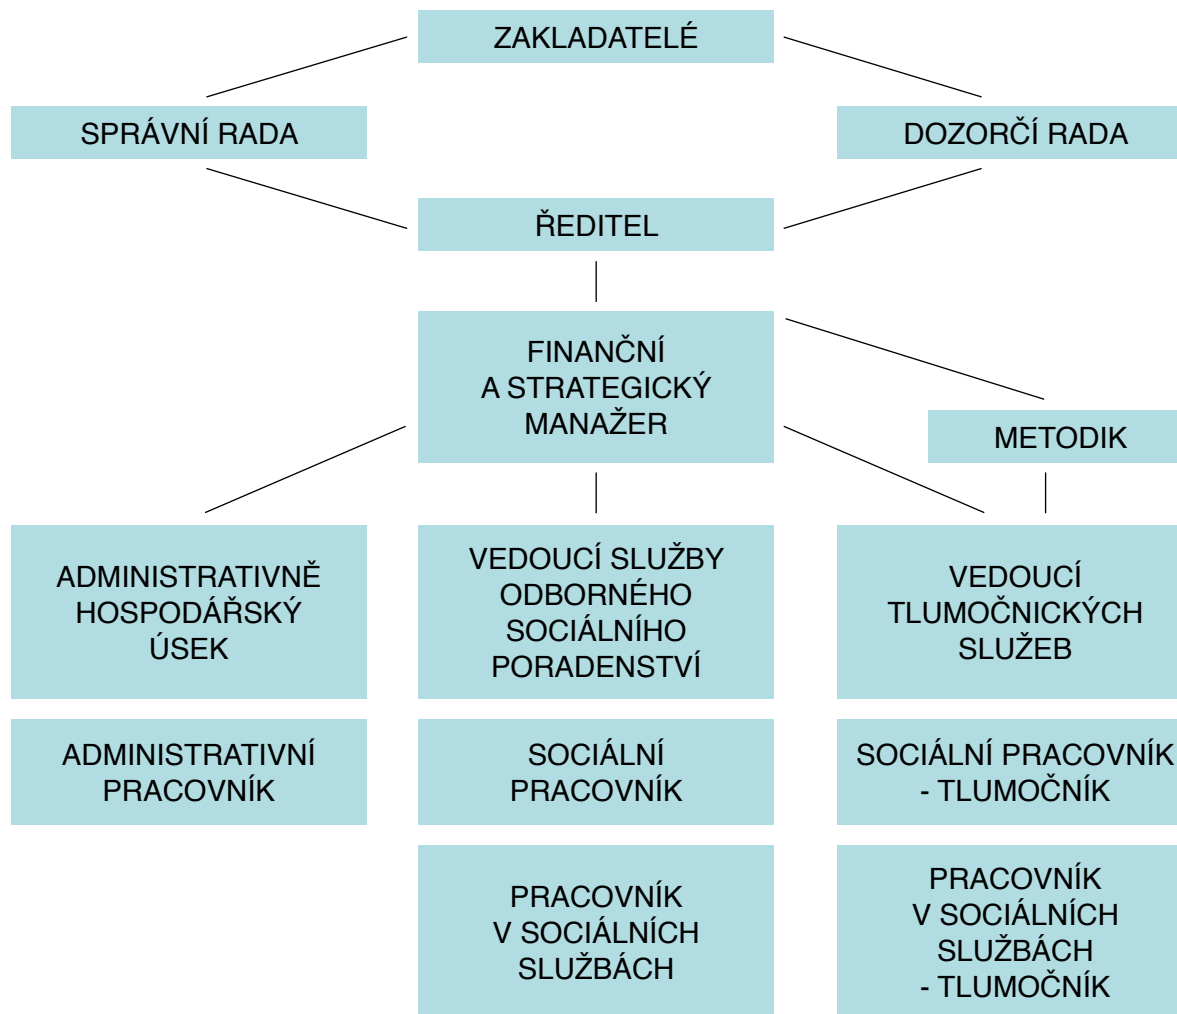 ZAKLADATELÉ
SPRÁVNÍ RADA
DOZORČÍ RADA
ŘEDITEL
FINANČNÍ
A STRATEGICKÝ
MANAŽER
METODIK
ADMINISTRATIVNĚ
HOSPODÁŘSKÝ
ÚSEK
VEDOUCÍ SLUŽBY
ODBORNÉHO
SOCIÁLNÍHO
PORADENSTVÍ
VEDOUCÍ
TLUMOČNICKÝCH
SLUŽEB
ADMINISTRATIVNÍ
PRACOVNÍK
SOCIÁLNÍ
PRACOVNÍK
SOCIÁLNÍ PRACOVNÍK
- TLUMOČNÍK
PRACOVNÍK
V SOCIÁLNÍCH
SLUŽBÁCH
PRACOVNÍK
V SOCIÁLNÍCH
SLUŽBÁCH
- TLUMOČNÍK